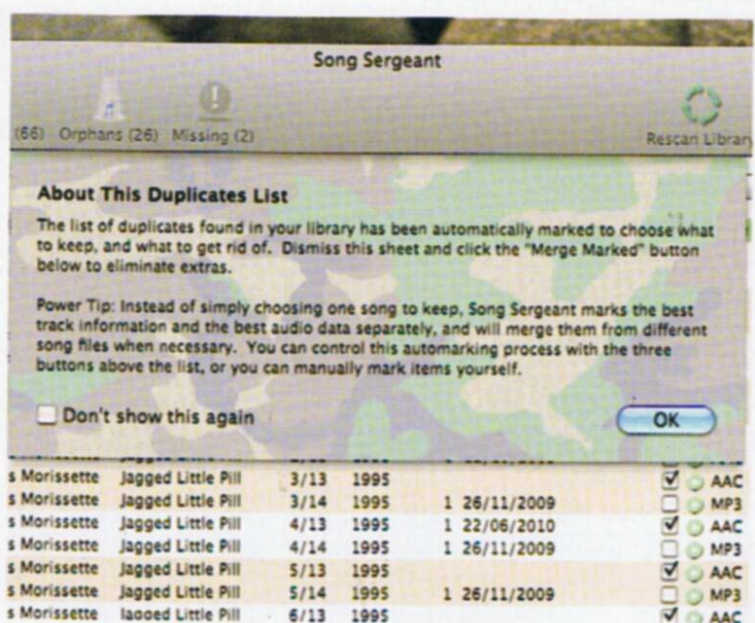 Song Sergeant
(66) Orphans (26) Missing (2) Rescan Librar
About This Duplicates List
The list of duplicates found in your library has been automatically marked to choose what
to keep, and what to get rid of. Dismiss this sheet and click the "Merge Marked" button
below to eliminate extras.
Power Tip: Instead of simply choosing one song to keep, Song Sergeant marks the best
track information and the best audio data separately, and will merge them from different
song files when necessary. You can control this automarking process with the three
buttons above the list, or you can manually mark items yourself.
Don't show this again OK
s Morissette Jagged Little Pill 3/13 1995 AAC
s Morissette Jagged Little Pill 3/14 1995 1 26/11/2009 MP3
s Morissette Jagged Little Pill 4/13 1995 1 22/06/2010 AAC
s Morissette Jagged Little Pill 4/14 1995 1 26/11/2009 MP3
s Morissette Jagged Little Pill 5/13 1995 AAC
s Morissette Jagged Little Pill 5/14 1995 1 26/11/2009 MP3
s Morissette Jagged Little Pill 6/13 1995 AAC